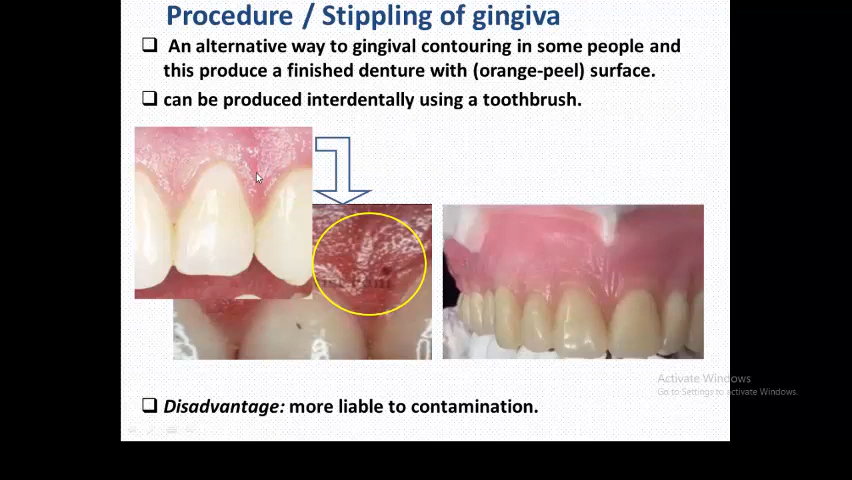 Procedure / Stippling of gingiva
❑ An alternative way to gingival contouring in some people and
this produce a finished denture with (orange-peel) surface.
❑ can be produced interdentally using a toothbrush.
❑ Disadvantage: more liable to contamination.
Activate Windows
Go to Settings to activate Windows.